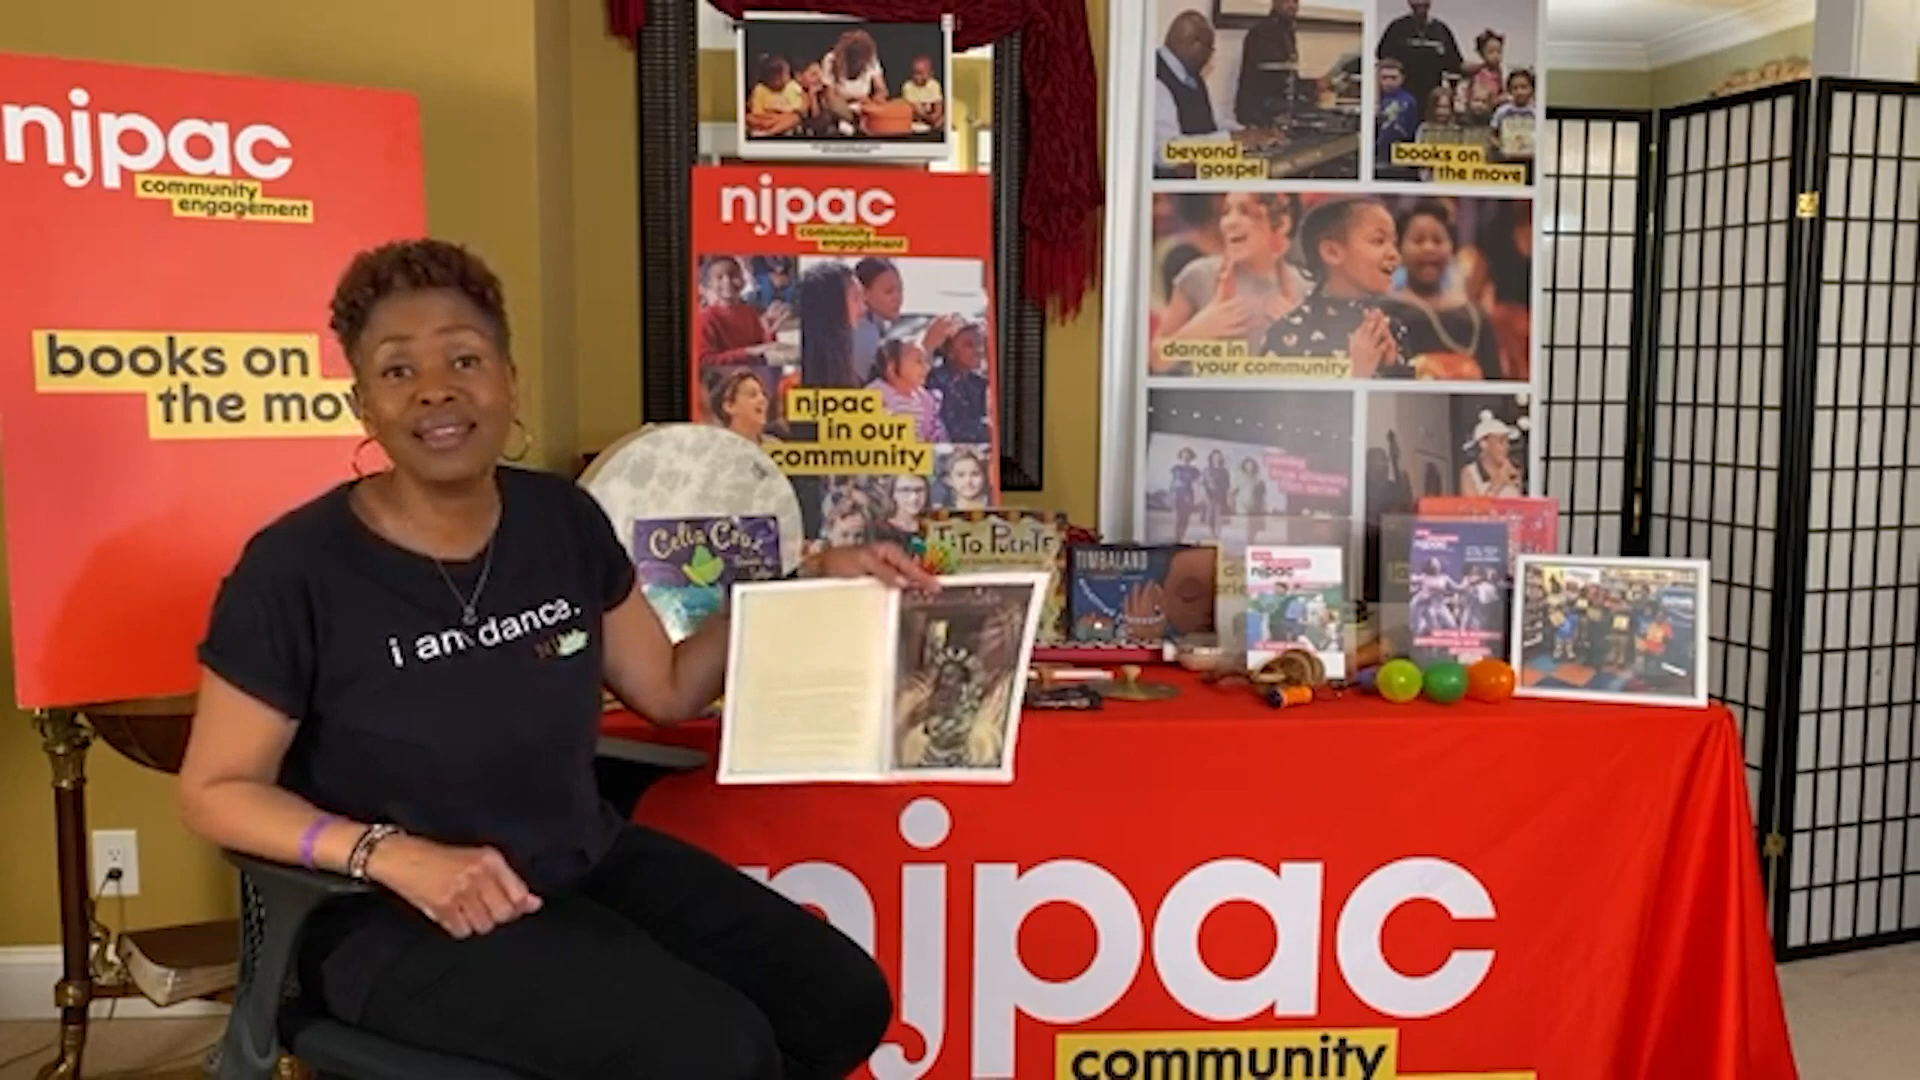 njpac
community
engagement
books on
the mov
i am dance.
njpac
community
engagement
njpac
in our
community
beyond
gospel
books on
the move
dance in
your community
Celia Cruz
Tito Puente
TIMBALAND
njpac
njpac
njpac
community